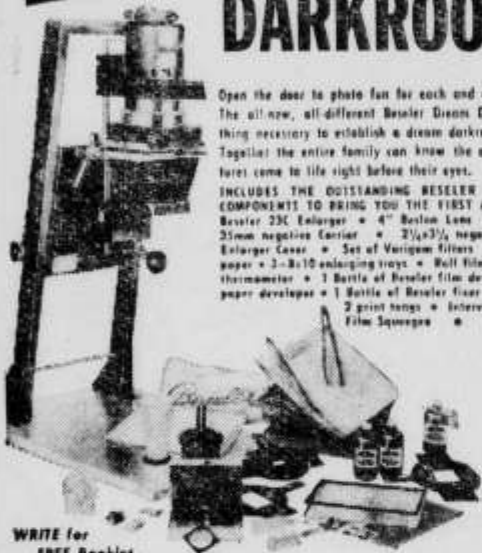 DARKROO
Open the door to photo fun for each and
The all new, all-different Beseler Dream D
thing necessary to establish a dream darkr
Together the entire family can know the
tures come to life right before their eyes.
INCLUDES THE OUTSTANDING BESELER
COMPONENTS TO BRING YOU THE FIRST
Beseler 23C Enlarger • 4" Beslon Lens
35mm negative Carrier • 2¼x3¼ nega
Enlarger Cover • Set of Varigam filters
paper • 3-8x10 enlarging trays • Roll film
thermometer • 1 Bottle of Beseler film de
paper developer • 1 Bottle of Beseler fixer
2 print tongs • Interv
Film Squeegee •
Beseler
WRITE for
FREE Booklet